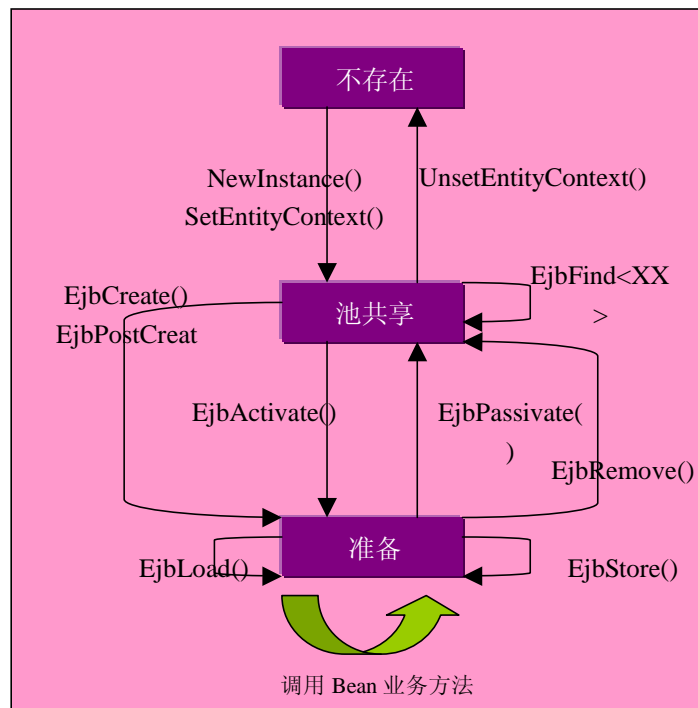 不存在
NewInstance()
SetEntityContext()
UnsetEntityContext()
EjbCreate()
EjbPostCreat
池共享
EjbFind<XX
>
EjbActivate()
EjbPassivate(
)
EjbRemove()
准备
EjbLoad()
EjbStore()
调用 Bean 业务方法